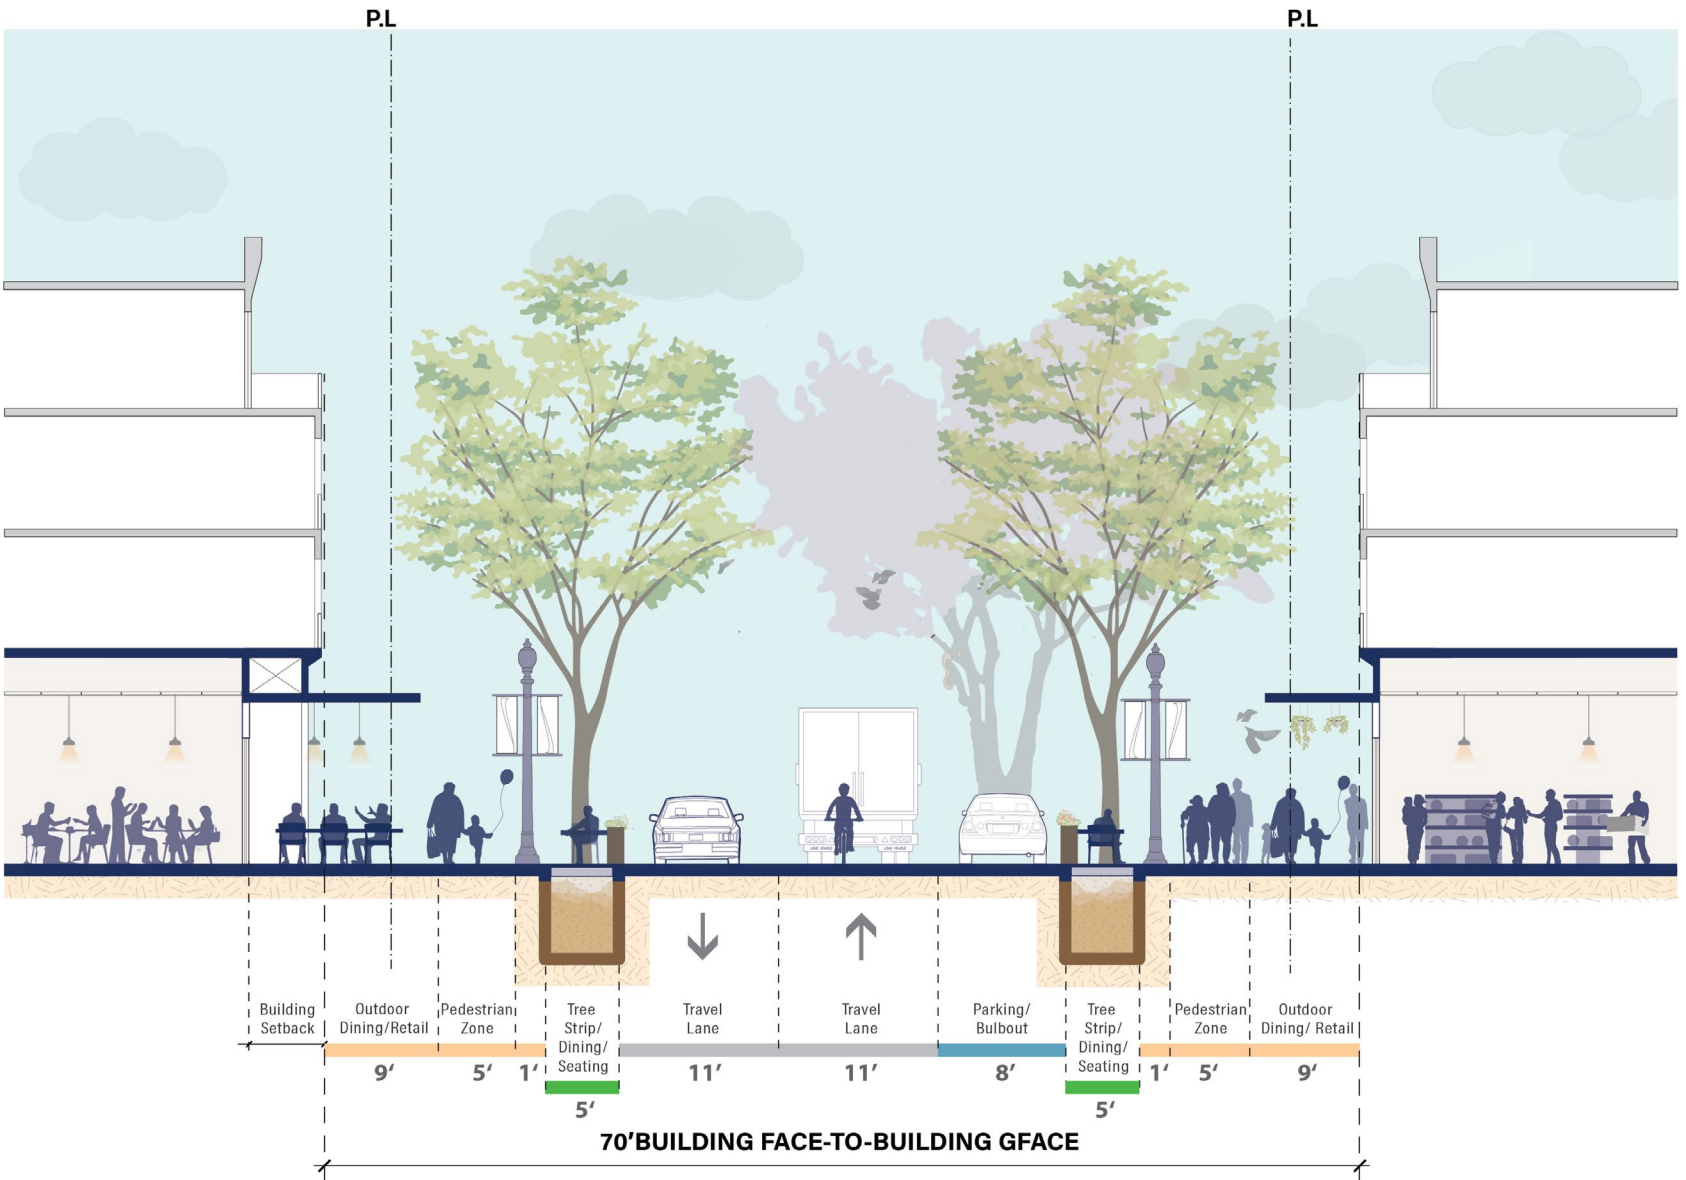 P.L
P.L
Building
Setback
Outdoor
Dining/Retail
Pedestrian
Zone
Tree
Strip/
Dining/
Seating
Travel
Lane
Travel
Lane
Parking/
Bulbout
Tree
Strip/
Dining/
Seating
Pedestrian
Zone
Outdoor
Dining/ Retail
9‘
5‘
1‘
5‘
11’
11’
8’
5‘
1‘
5‘
9‘
70’BUILDING FACE-TO-BUILDING GFACE